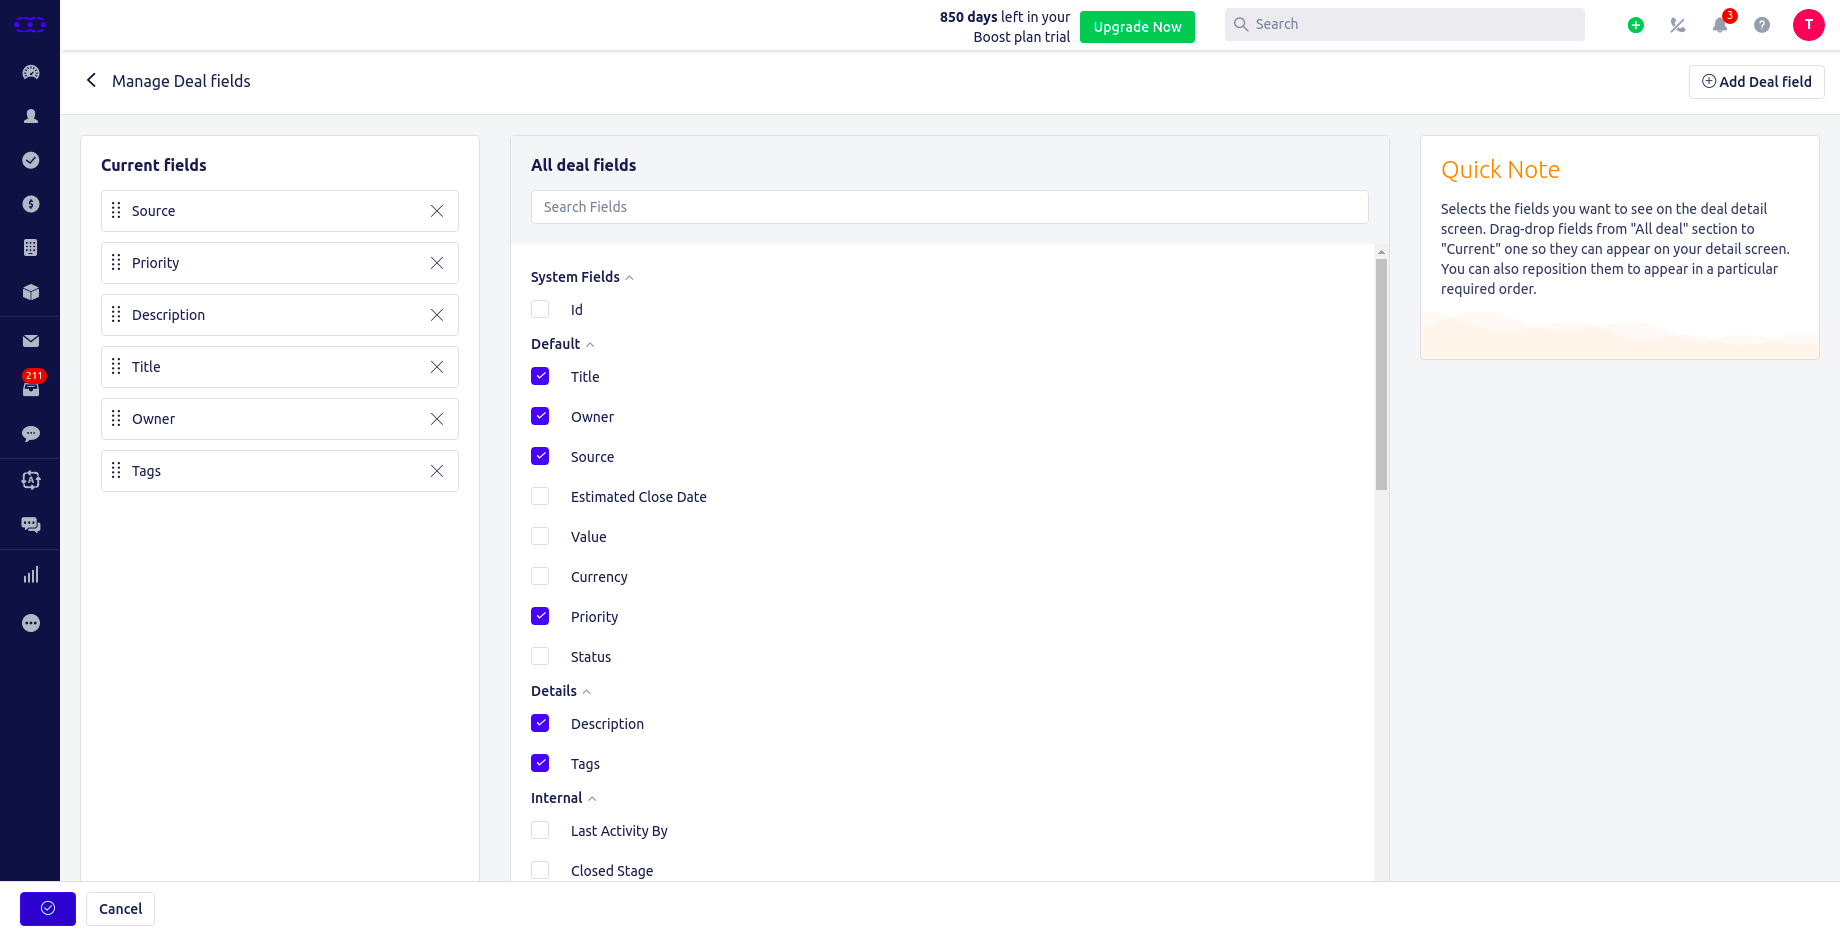 850 days left in your
Boost plan trial
Upgrade Now
Search
3
?
T
Manage Deal fields
Add Deal field
Current fields
Source
Priority
Description
Title
Owner
Tags
All deal fields
Search Fields
System Fields
Id
Default
Title
Owner
Source
Estimated Close Date
Value
Currency
Priority
Status
Details
Description
Tags
Internal
Last Activity By
Closed Stage
Quick Note
Selects the fields you want to see on the deal detail
screen. Drag-drop fields from "All deal" section to
"Current" one so they can appear on your detail screen.
You can also reposition them to appear in a particular
required order.
$
211
A
Cancel